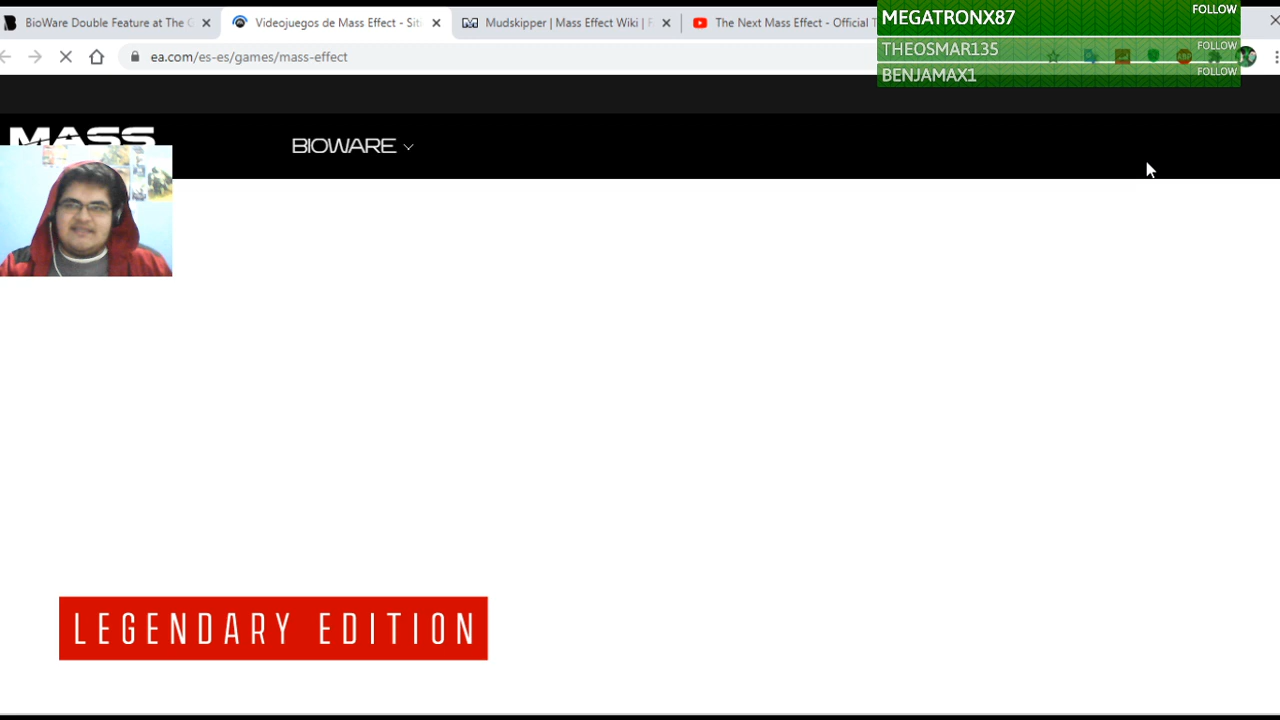 BioWare Double Feature at The G
Videojuegos de Mass Effect - Siti
Mudskipper | Mass Effect Wiki | F
The Next Mass Effect - Official T
MEGATRONX87 FOLLOW
THEOSMAR135 FOLLOW
BENJAMAX1 FOLLOW
ea.com/es-es/games/mass-effect
MASS
BIOWARE
LEGENDARY EDITION